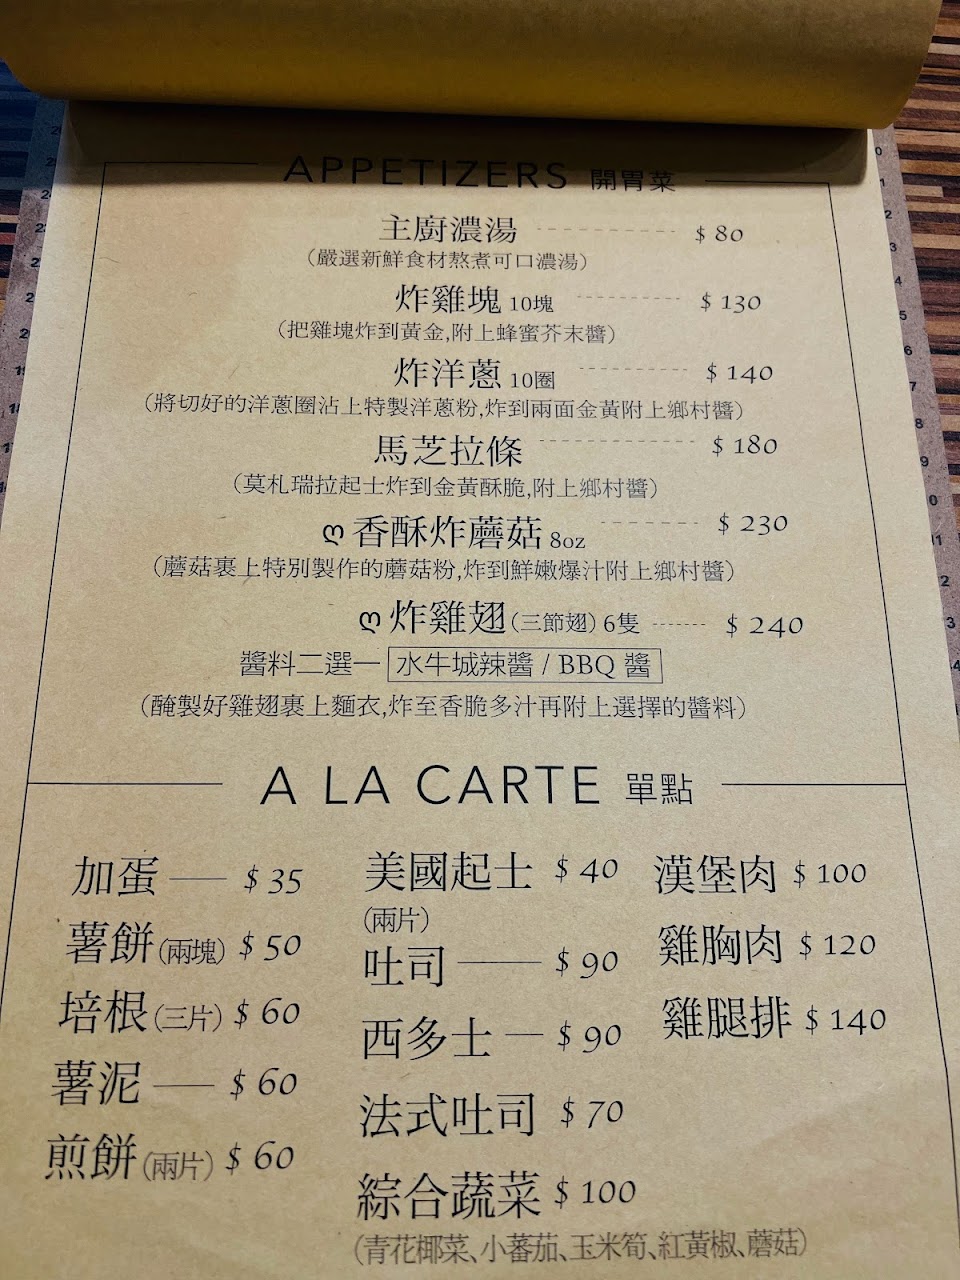 APPETIZERS 開胃菜
主廚濃湯 $ 80
(嚴選新鮮食材熬煮可口濃湯)
炸雞塊 10塊 $ 130
(把雞塊炸到黃金,附上蜂蜜芥末醬)
炸洋蔥 10圈 $ 140
(將切好的洋蔥圈沾上特製洋蔥粉,炸到兩面金黃附上鄉村醬)
馬芝拉條 $ 180
(莫札瑞拉起士炸到金黃酥脆,附上鄉村醬)
ღ 香酥炸蘑菇 8oz $ 230
(蘑菇裹上特別製作的蘑菇粉,炸到鮮嫩爆汁附上鄉村醬)
ღ 炸雞翅 (三節翅) 6隻 $ 240
醬料二選一 水牛城辣醬 / BBQ 醬
(醃製好雞翅裹上麵衣,炸至香脆多汁再附上選擇的醬料)
A LA CARTE 單點
加蛋 $ 35
薯餅 (兩塊) $ 50
培根 (三片) $ 60
薯泥 $ 60
煎餅 (兩片) $ 60
美國起士 $ 40
(兩片)
吐司 $ 90
西多士 $ 90
法式吐司 $ 70
綜合蔬菜 $ 100
(青花椰菜、小蕃茄、玉米筍、紅黃椒、蘑菇)
漢堡肉 $ 100
雞胸肉 $ 120
雞腿排 $ 140